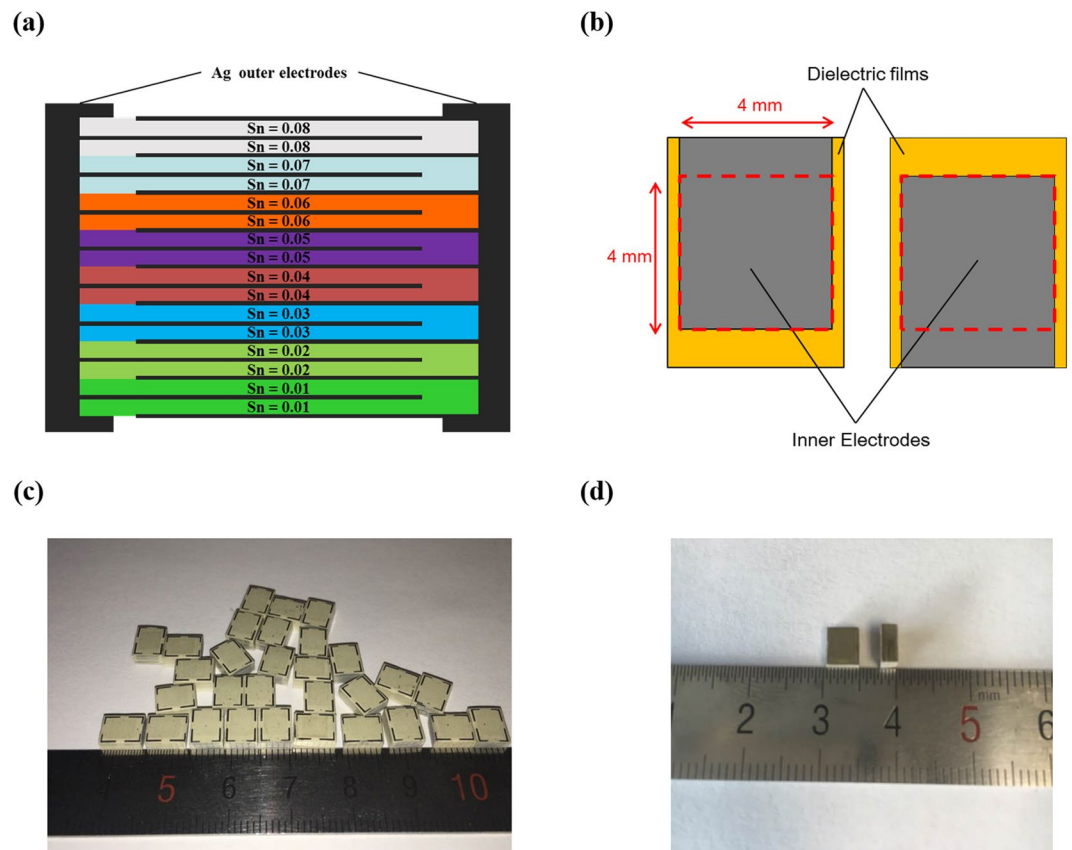 (a)
Ag outer electrodes
Sn = 0.08
Sn = 0.08
Sn = 0.07
Sn = 0.07
Sn = 0.06
Sn = 0.06
Sn = 0.05
Sn = 0.05
Sn = 0.04
Sn = 0.04
Sn = 0.03
Sn = 0.03
Sn = 0.02
Sn = 0.02
Sn = 0.01
Sn = 0.01
(b)
Dielectric films
4 mm
4 mm
Inner Electrodes
(c)
5 6 7 8 9 10
(d)
mm
2 3 4 5 6